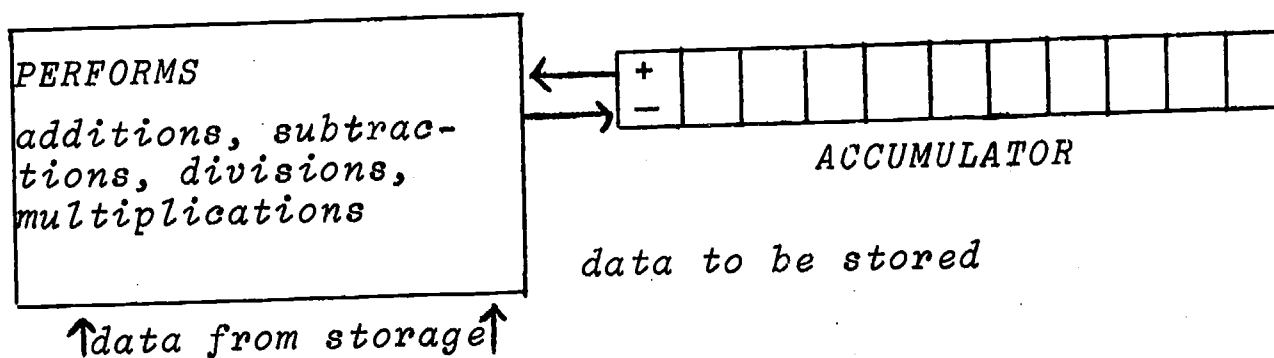 PERFORMS
additions, subtrac-
tions, divisions,
multiplications
+
—
ACCUMULATOR
data to be stored
data from storage